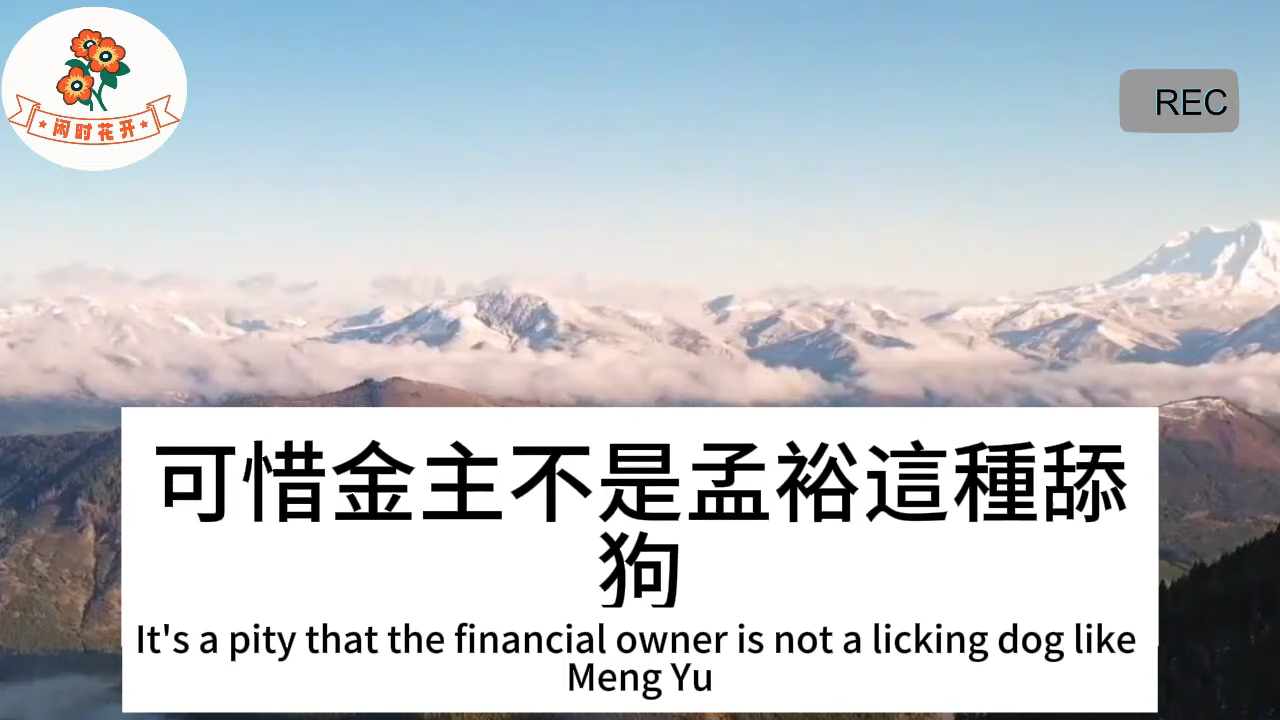 闲时花开
REC
可惜金主不是孟裕這種舔
狗
It's a pity that the financial owner is not a licking dog like
Meng Yu